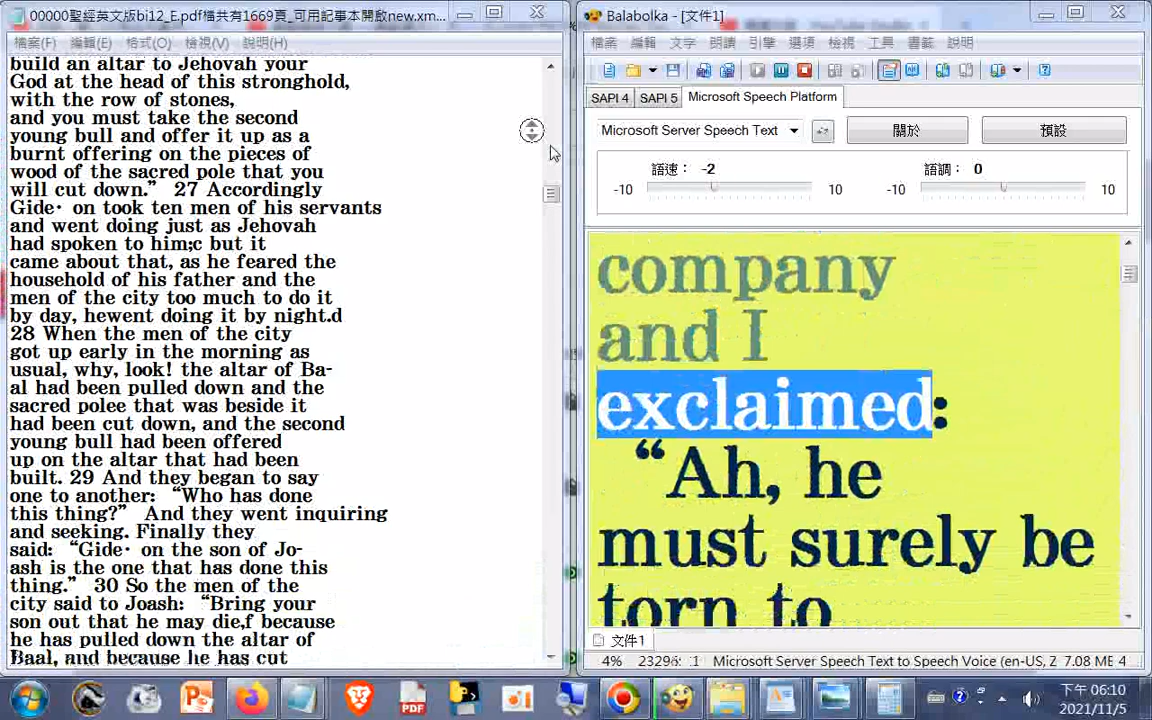 00000聖經英文版bi12_E.pdf檔共有1669頁_可用記事本開啟new.xm...
檔案(F) 編輯(E) 格式(O) 檢視(V) 說明(H)
build an altar to Jehovah your
God at the head of this stronghold,
with the row of stones,
and you must take the second
young bull and offer it up as a
burnt offering on the pieces of
wood of the sacred pole that you
will cut down.” 27 Accordingly
Gide· on took ten men of his servants
and went doing just as Jehovah
had spoken to him;c but it
came about that, as he feared the
household of his father and the
men of the city too much to do it
by day, hewent doing it by night.d
28 When the men of the city
got up early in the morning as
usual, why, look! the altar of Ba-
al had been pulled down and the
sacred polee that was beside it
had been cut down, and the second
young bull had been offered
up on the altar that had been
built. 29 And they began to say
one to another: “Who has done
this thing?” And they went inquiring
and seeking. Finally they
said: “Gide· on the son of Jo-
ash is the one that has done this
thing.” 30 So the men of the
city said to Joash: “Bring your
son out that he may die,f because
he has pulled down the altar of
Baal, and because he has cut
Balabolka - [文件1]
檔案 編輯 文字 朗讀 引擎 選項 檢視 工具 書籤 說明
SAPI 4 SAPI 5 Microsoft Speech Platform
Microsoft Server Speech Text 關於 預設
語速: -2 語調: 0
-10 10 -10 10
company
and I
exclaimed:
“Ah, he
must surely be
torn to
文件1
4% Microsoft Server Speech Text to Speech Voice (en-US, Z 7.08 MB 4
PDF
下午 06:10
2021/11/5